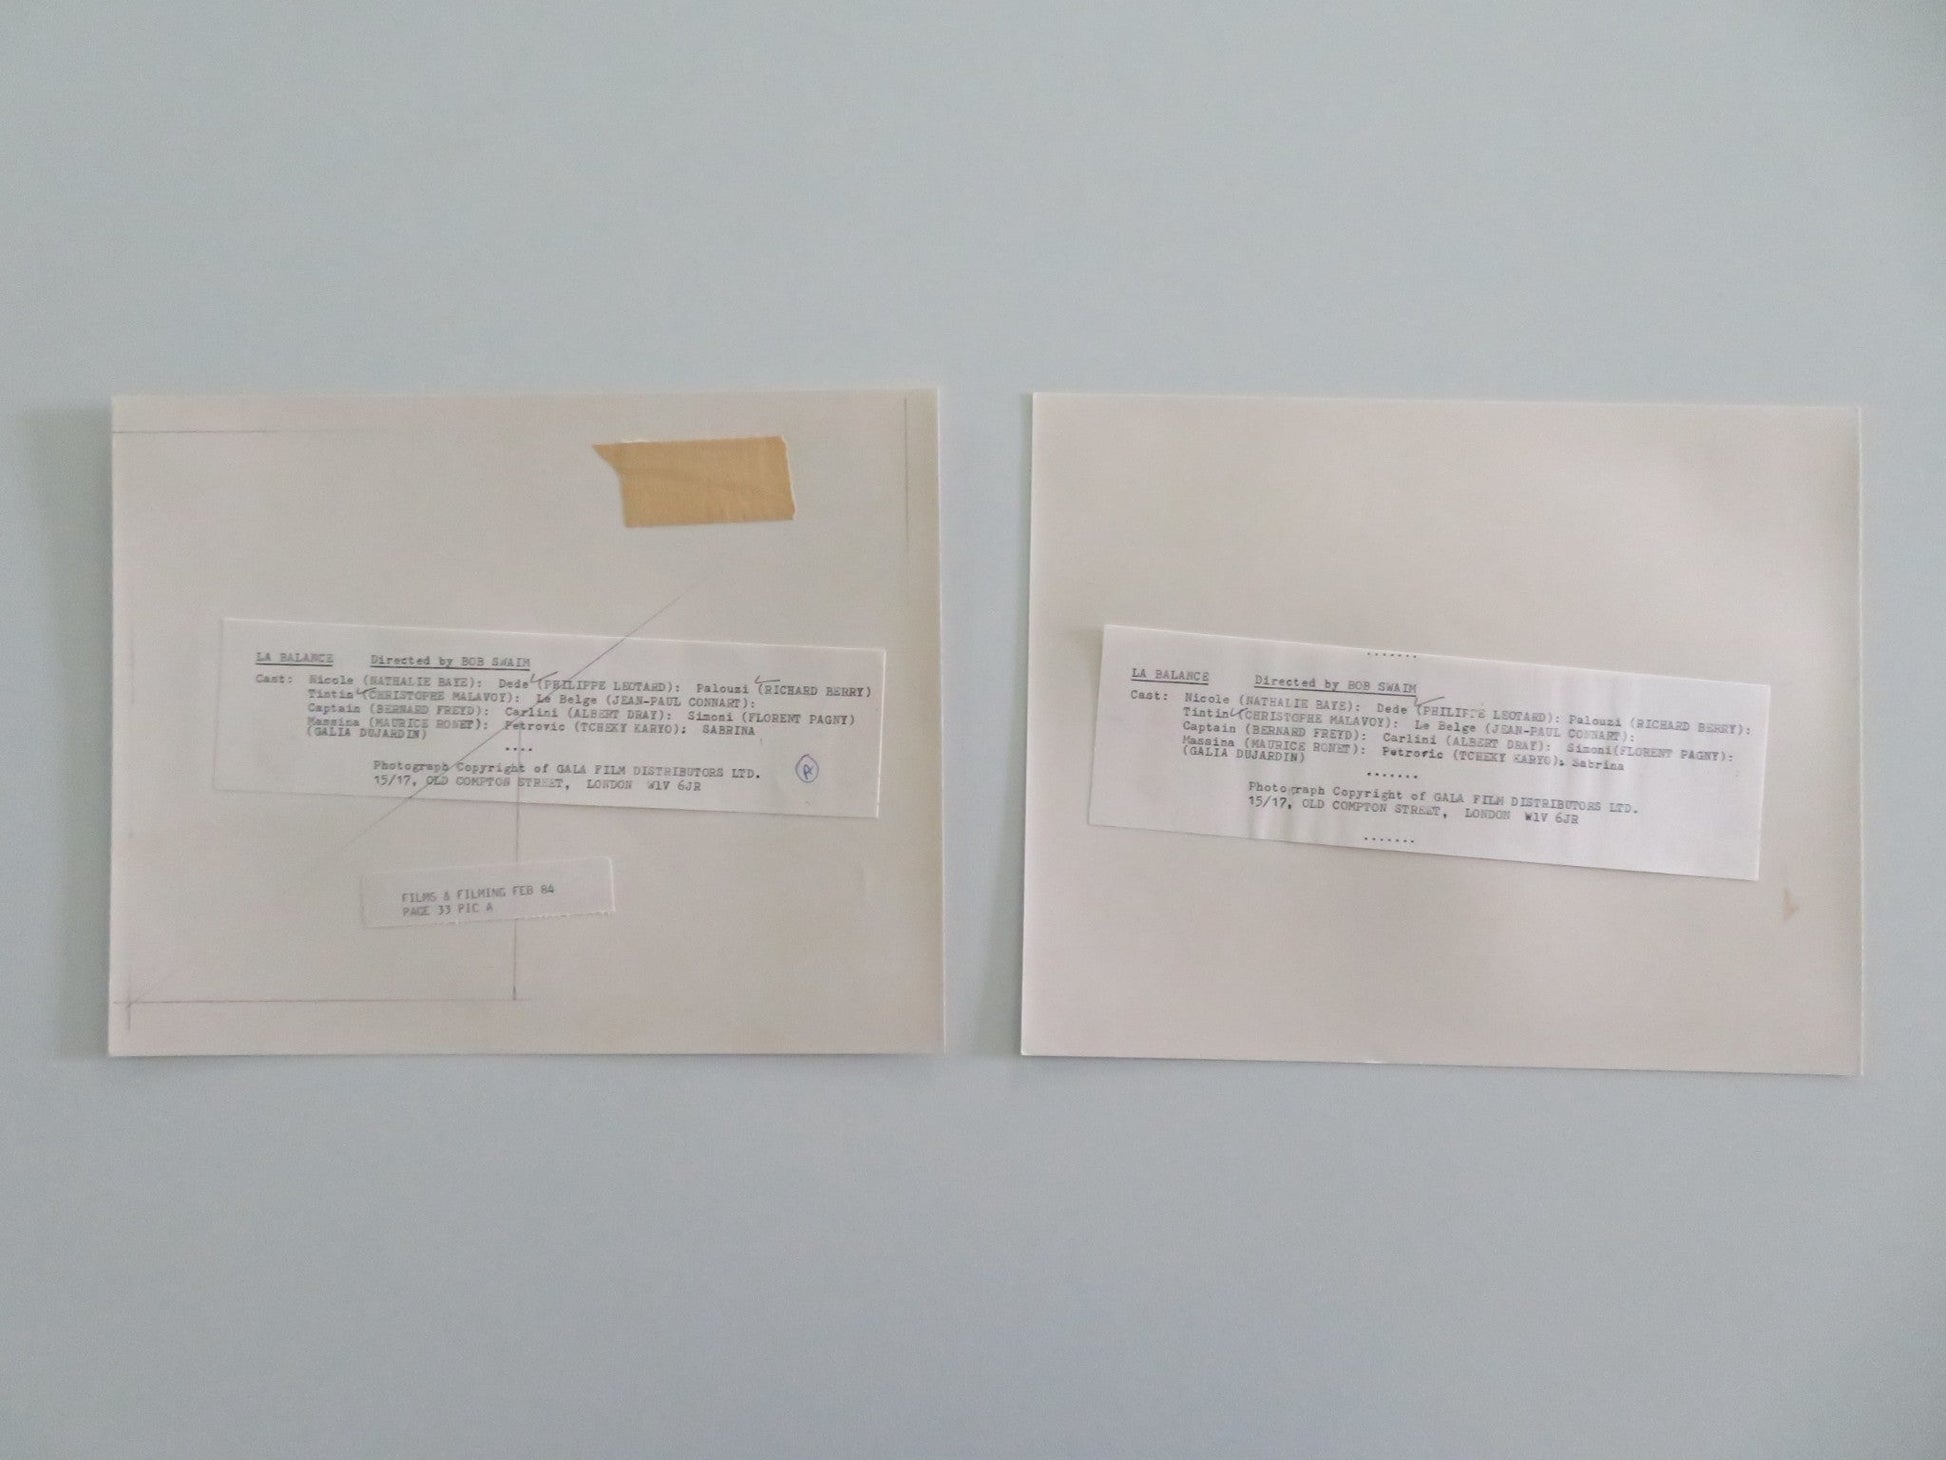 LA BALANCE Directed by BOB SWAIM
Cast: Nicole (NATHALIE BAYE): Dede (PHILIPPE LEOTARD): Palouzi (RICHARD BERRY)
Tintin (CHRISTOPHE MALAVOY): Le Belge (JEAN-PAUL CONNART):
Captain (BERNARD FREYD): Carlini (ALBERT DRAY): Simoni (FLORENT PAGNY)
Massina (MAURICE RONET): Petrovic (TCHEKY KARYO); SABRINA
(GALIA DUJARDIN)
....
Photograph Copyright of GALA FILM DISTRIBUTORS LTD.
15/17, OLD COMPTON STREET, LONDON W1V 6JR
A
FILMS & FILMING FEB 84
PAGE 33 PIC A
.......
LA BALANCE Directed by BOB SWAIM
Cast: Nicole (NATHALIE BAYE): Dede (PHILIPPE LEOTARD): Palouzi (RICHARD BERRY):
Tintin (CHRISTOPHE MALAVOY): Le Belge (JEAN-PAUL CONNART):
Captain (BERNARD FREYD): Carlini (ALBERT DRAY): Simoni(FLORENT PAGNY):
Massina (MAURICE RONET): Petrovic (TCHEKY KARYO); Sabrina
(GALIA DUJARDIN)
.......
Photograph Copyright of GALA FILM DISTRIBUTORS LTD.
15/17, OLD COMPTON STREET, LONDON W1V 6JR
.......